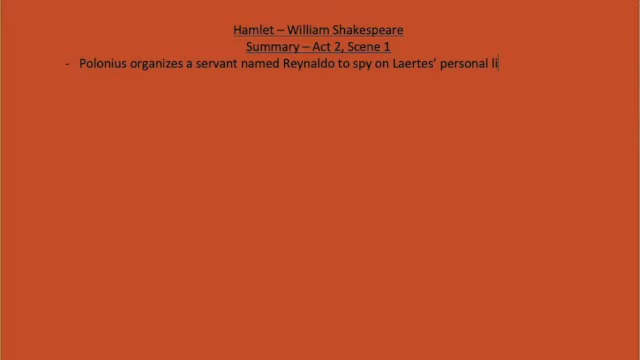 Hamlet – William Shakespeare
Summary – Act 2, Scene 1
- Polonius organizes a servant named Reynaldo to spy on Laertes’ personal li